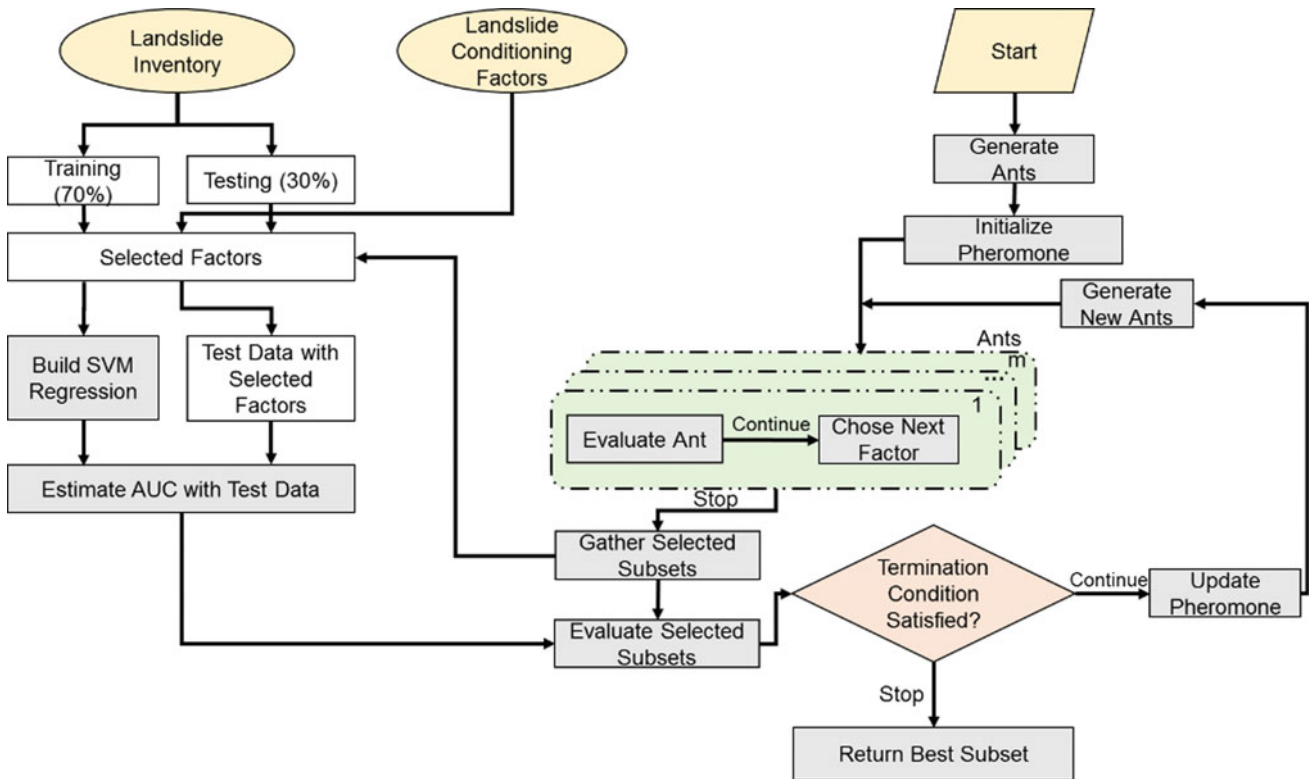 Landslide
Inventory
Landslide
Conditioning
Factors
Start
Training
(70%)
Testing (30%)
Generate
Ants
Selected Factors
Initialize
Pheromone
Generate
New Ants
Build SVM
Regression
Test Data with
Selected
Factors
Ants
m
...
1
Evaluate Ant
Continue
Chose Next
Factor
Estimate AUC with Test Data
Stop
Gather Selected
Subsets
Termination
Condition
Satisfied?
Continue
Update
Pheromone
Evaluate Selected
Subsets
Stop
Return Best Subset